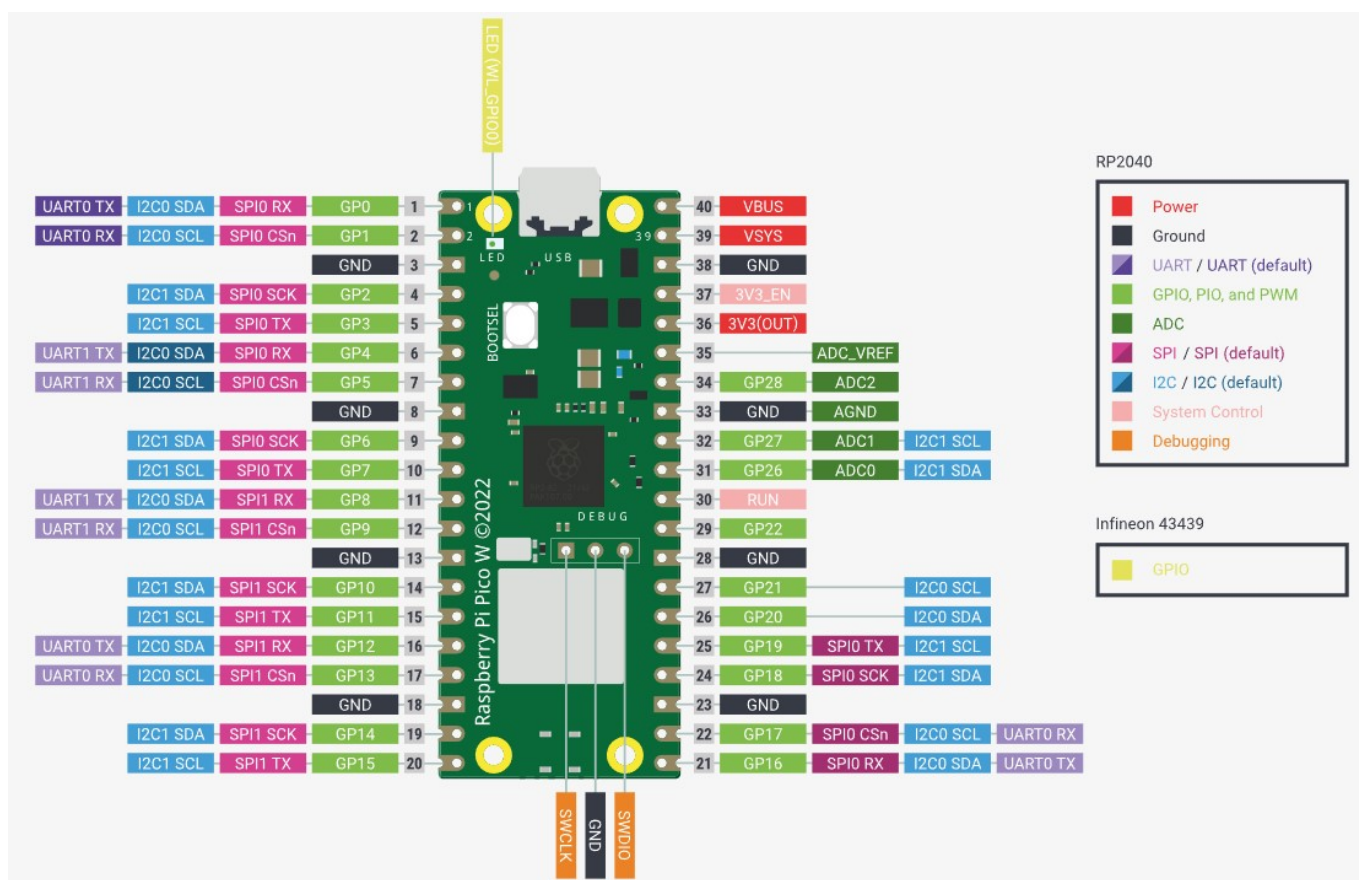 LED (WL_GPIO0)
RP2040
UART0 TX I2C0 SDA SPI0 RX GP0 1 1 40 VBUS Power
UART0 RX I2C0 SCL SPI0 CSn GP1 2 2 39 39 VSYS Ground
GND 3 LED USB 38 GND UART / UART (default)
I2C1 SDA SPI0 SCK GP2 4 37 3V3_EN GPIO, PIO, and PWM
I2C1 SCL SPI0 TX GP3 5 BOOTSEL 36 3V3(OUT) ADC
UART1 TX I2C0 SDA SPI0 RX GP4 6 35 ADC_VREF SPI / SPI (default)
UART1 RX I2C0 SCL SPI0 CSn GP5 7 34 GP28 ADC2 I2C / I2C (default)
GND 8 33 GND AGND System Control
I2C1 SDA SPI0 SCK GP6 9 32 GP27 ADC1 I2C1 SCL Debugging
I2C1 SCL SPI0 TX GP7 10 31 GP26 ADC0 I2C1 SDA
UART1 TX I2C0 SDA SPI1 RX GP8 11 30 RUN
UART1 RX I2C0 SCL SPI1 CSn GP9 12 DEBUG 29 GP22 Infineon 43439
GND 13 28 GND GPIO
I2C1 SDA SPI1 SCK GP10 14 27 GP21 I2C0 SCL
I2C1 SCL SPI1 TX GP11 15 26 GP20 I2C0 SDA
UART0 TX I2C0 SDA SPI1 RX GP12 16 25 GP19 SPI0 TX I2C1 SCL
UART0 RX I2C0 SCL SPI1 CSn GP13 17 24 GP18 SPI0 SCK I2C1 SDA
GND 18 23 GND
I2C1 SDA SPI1 SCK GP14 19 22 GP17 SPI0 CSn I2C0 SCL UART0 RX
I2C1 SCL SPI1 TX GP15 20 21 GP16 SPI0 RX I2C0 SDA UART0 TX
Raspberry Pi Pico W ©2022
SWCLK
GND
SWDIO